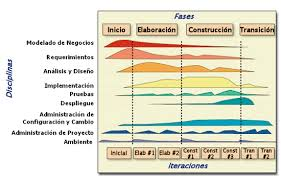 Fases
Inicio
Elaboración
Construcción
Transición
Disciplinas
Modelado de Negocios
Requerimientos
Análisis y Diseño
Implementación
Pruebas
Despliegue
Administración de
Configuración y Cambio
Administración de Proyecto
Ambiente
Inicial
Elab #1
Elab #2
Const
#1
Const
#2
Const
#3
Tran
#1
Tran
#2
Iteraciones